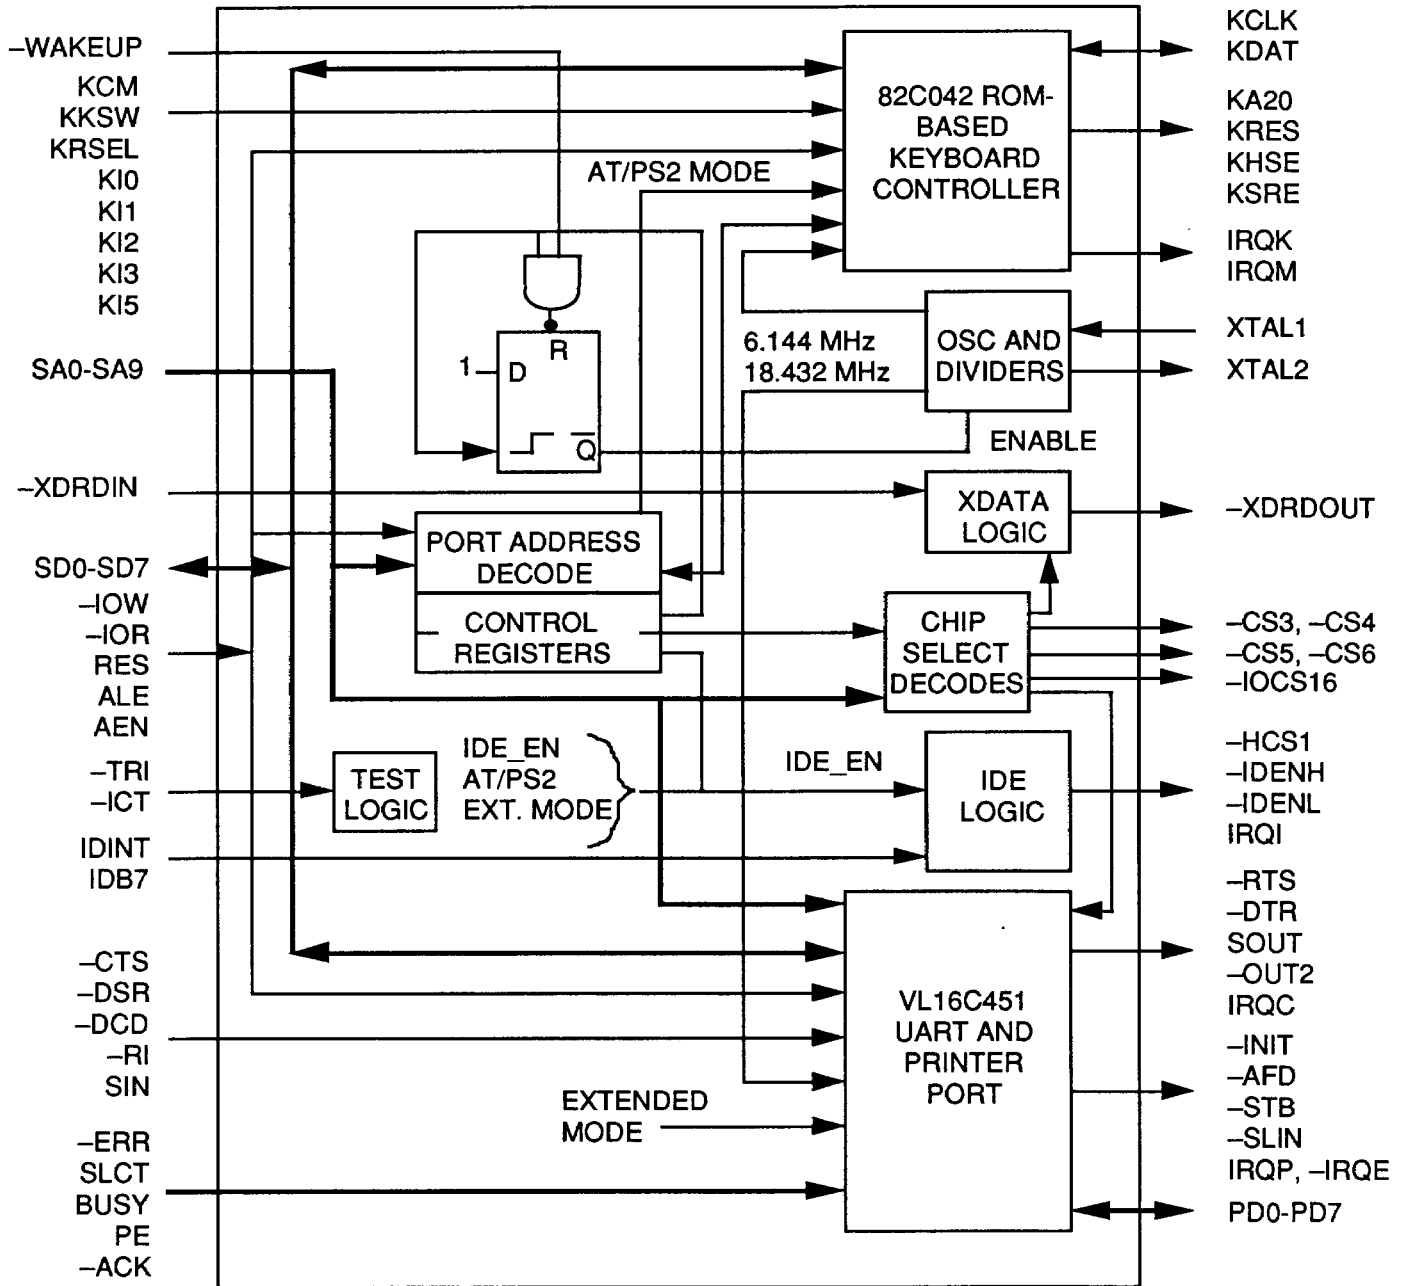 –WAKEUP
KCM
KKSW
KRSEL
KI0
KI1
KI2
KI3
KI5
SA0-SA9
–XDRDIN
SD0-SD7
–IOW
–IOR
RES
ALE
AEN
–TRI
–ICT
IDINT
IDB7
–CTS
–DSR
–DCD
–RI
SIN
–ERR
SLCT
BUSY
PE
–ACK
82C042 ROM-
BASED
KEYBOARD
CONTROLLER
AT/PS2 MODE
R
1
D
Q
6.144 MHz
18.432 MHz
OSC AND
DIVIDERS
ENABLE
XDATA
LOGIC
PORT ADDRESS
DECODE
CONTROL
REGISTERS
CHIP
SELECT
DECODES
TEST
LOGIC
IDE_EN
AT/PS2
EXT. MODE
IDE_EN
IDE
LOGIC
VL16C451
UART AND
PRINTER
PORT
EXTENDED
MODE
KCLK
KDAT
KA20
KRES
KHSE
KSRE
IRQK
IRQM
XTAL1
XTAL2
–XDRDOUT
–CS3, –CS4
–CS5, –CS6
–IOCS16
–HCS1
–IDENH
–IDENL
IRQI
–RTS
–DTR
SOUT
–OUT2
IRQC
–INIT
–AFD
–STB
–SLIN
IRQP, –IRQE
PD0-PD7